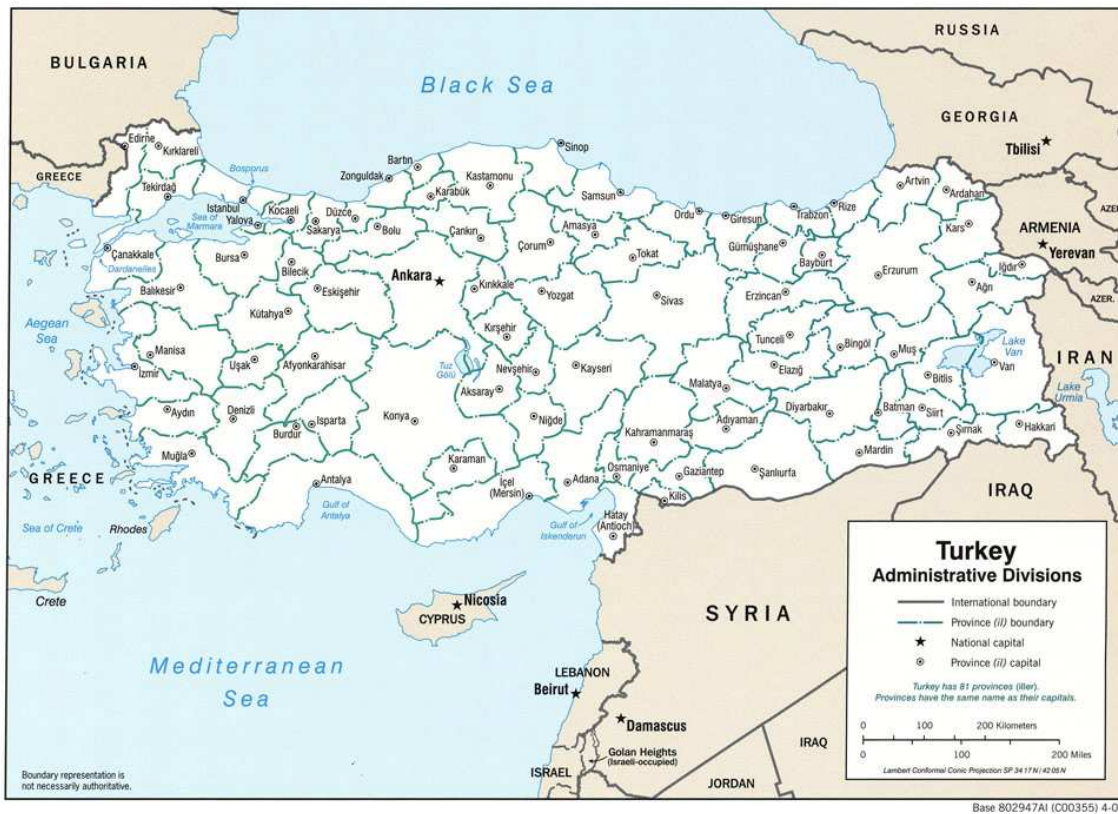 RUSSIA
BULGARIA
Black Sea
GEORGIA
Tbilisi
Edirne
Kırklareli
Sinop
Bartın
Zonguldak
Kastamonu
Karabük
Bosporus
GREECE
Tekirdağ
Istanbul
Yalova
Kocaeli
Sea of
Marmara
Sakarya
Düzce
Bolu
Çankırı
Samsun
Amasya
Çorum
Ordu
Giresun
Trabzon
Rize
Artvin
Ardahan
Kars
AZER.
ARMENIA
Yerevan
Gümüşhane
Bayburt
Tokat
Çanakkale
Dardanelles
Bursa
Bilecik
Ankara
Iğdır
Erzurum
Ağrı
AZER.
Balıkesir
Eskişehir
Kırıkkale
Yozgat
Sivas
Erzincan
Kütahya
Aegean
Sea
Kırşehir
Tunceli
Bingöl
Muş
Lake
Van
IRAN
Manisa
İzmir
Uşak
Afyonkarahisar
Tuz
Gölü
Nevşehir
Kayseri
Elazığ
Van
Bitlis
Lake
Urmia
Aksaray
Malatya
Aydın
Denizli
Isparta
Burdur
Konya
Niğde
Adıyaman
Diyarbakır
Batman
Siirt
Şırnak
Hakkari
Kahramanmaraş
Muğla
Karaman
Mardin
GREECE
Antalya
İçel
(Mersin)
Adana
Osmaniye
Gaziantep
Şanlıurfa
Kilis
IRAQ
Gulf of
Antalya
Gulf of
Iskenderun
Hatay
(Antioch)
Sea of Crete
Rhodes
Crete
Nicosia
CYPRUS
SYRIA
Mediterranean
Sea
LEBANON
Beirut
Damascus
Golan Heights
(Israeli-occupied)
ISRAEL
JORDAN
IRAQ
Turkey
Administrative Divisions
International boundary
Province (il) boundary
National capital
Province (il) capital
Turkey has 81 provinces (iller).
Provinces have the same name as their capitals.
0 100 200 Kilometers
0 100 200 Miles
Lambert Conformal Conic Projection SP 34 17 N / 42 05 N
Boundary representation is
not necessarily authoritative.
Base 802947AI (C00355) 4-0